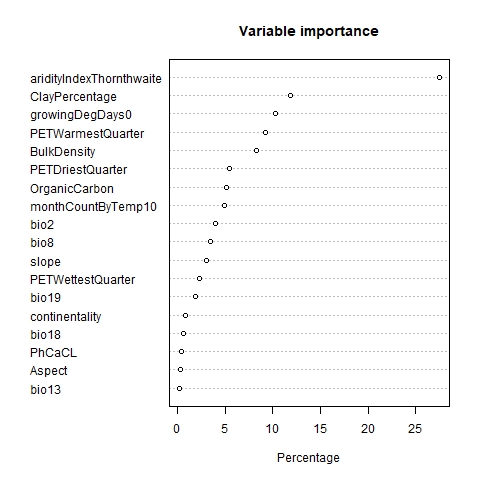 Variable importance
aridityIndexThornthwaite
ClayPercentage
growingDegDays0
PETWarmestQuarter
BulkDensity
PETDriestQuarter
OrganicCarbon
monthCountByTemp10
bio2
bio8
slope
PETWettestQuarter
bio19
continentality
bio18
PhCaCL
Aspect
bio13
0 5 10 15 20 25
Percentage